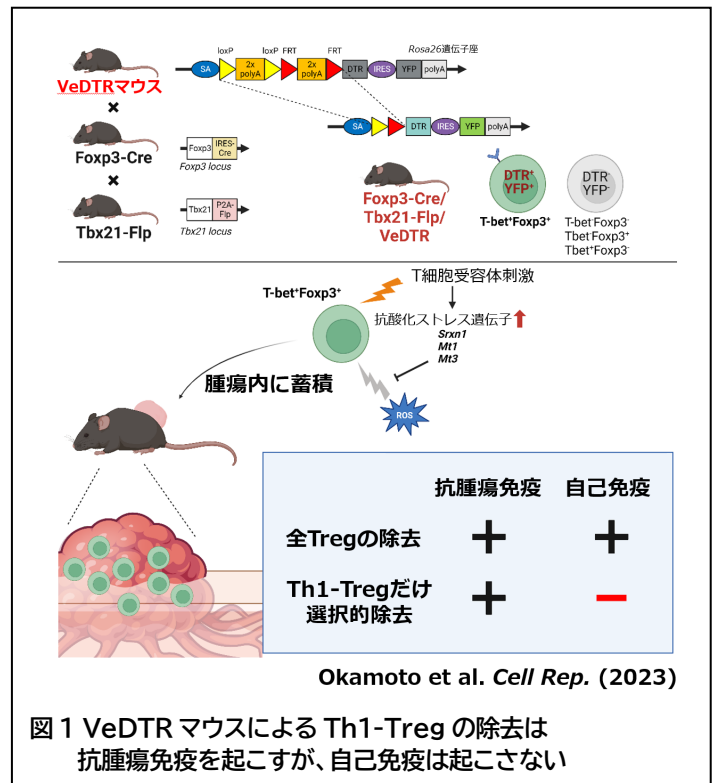 loxP
loxP FRT
FRT
Rosa26遺伝子座
SA
2x polyA
2x polyA
DTR
IRES
YFP
polyA
VeDTRマウス
×
Foxp3-Cre
Foxp3
IRES-Cre
Foxp3 locus
×
Tbx21-Flp
Tbx21
P2A-Flp
Tbx21 locus
SA
DTR
IRES
YFP
polyA
Foxp3-Cre/
Tbx21-Flp/
VeDTR
DTR⁺
YFP⁺
T-bet⁺Foxp3⁺
DTR⁻
YFP⁻
T-bet⁻Foxp3⁻
Tbet⁻Foxp3⁺
Tbet⁺Foxp3⁻
T-bet⁺Foxp3⁺
T細胞受容体刺激
抗酸化ストレス遺伝子
Srxn1
Mt1
Mt3
ROS
腫瘍内に蓄積
抗腫瘍免疫 自己免疫
全Tregの除去 + +
Th1-Tregだけ
選択的除去 + −
Okamoto et al. Cell Rep. (2023)
図1 VeDTRマウスによるTh1-Tregの除去は
抗腫瘍免疫を起こすが、自己免疫は起こさない